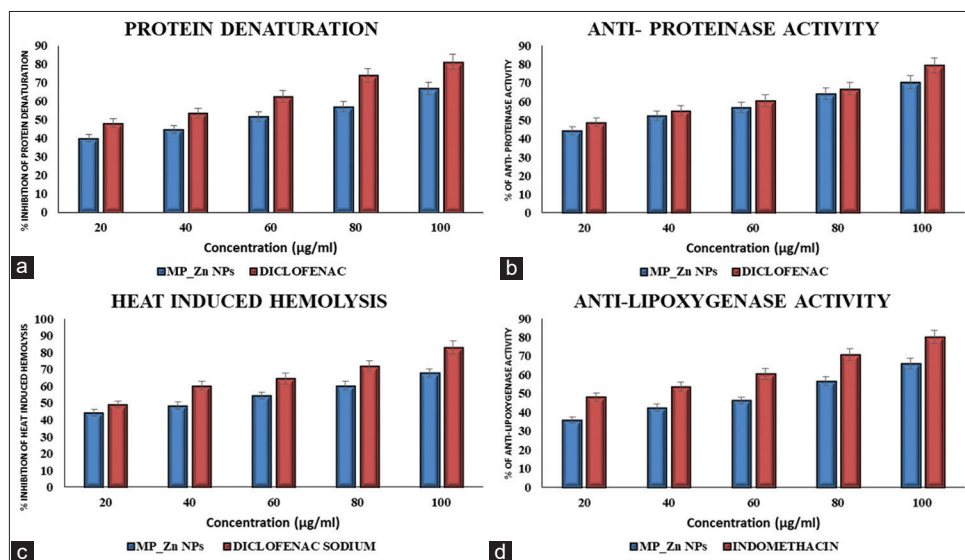 PROTEIN DENATURATION
% INHIBITION OF PROTEIN DENATURATION
90
80
70
60
50
40
30
20
10
0
20 40 60 80 100
Concentration (µg/ml)
a
MP_Zn NPs DICLOFENAC
ANTI- PROTEINASE ACTIVITY
% OF ANTI- PROTEINASE ACTIVITY
90
80
70
60
50
40
30
20
10
0
20 40 60 80 100
Concentration (µg/ml)
b
MP_Zn NPs DICLOFENAC
HEAT INDUCED HEMOLYSIS
% INHIBITION OF HEAT INDUCED HEMOLYSIS
100
90
80
70
60
50
40
30
20
10
0
20 40 60 80 100
Concentration (µg/ml)
c
MP_Zn NPs DICLOFENAC SODIUM
ANTI-LIPOXYGENASE ACTIVITY
% OF ANTI-LIPOXYGENASE ACTIVITY
90
80
70
60
50
40
30
20
10
0
20 40 60 80 100
Concentration (µg/ml)
d
MP_Zn NPs INDOMETHACIN